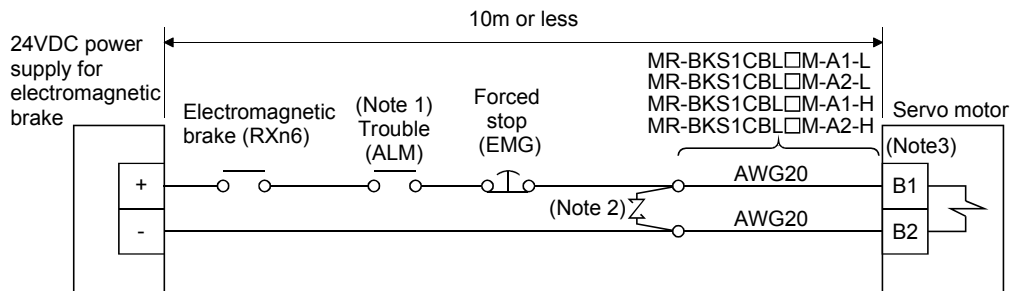 10m or less
24VDC power
supply for
electromagnetic
brake
Electromagnetic
brake (RXn6)
(Note 1)
Trouble
(ALM)
Forced
stop
(EMG)
MR-BKS1CBL□M-A1-L
MR-BKS1CBL□M-A2-L
MR-BKS1CBL□M-A1-H
MR-BKS1CBL□M-A2-H
Servo motor
(Note3)
+
AWG20
B1
(Note 2)
-
AWG20
B2